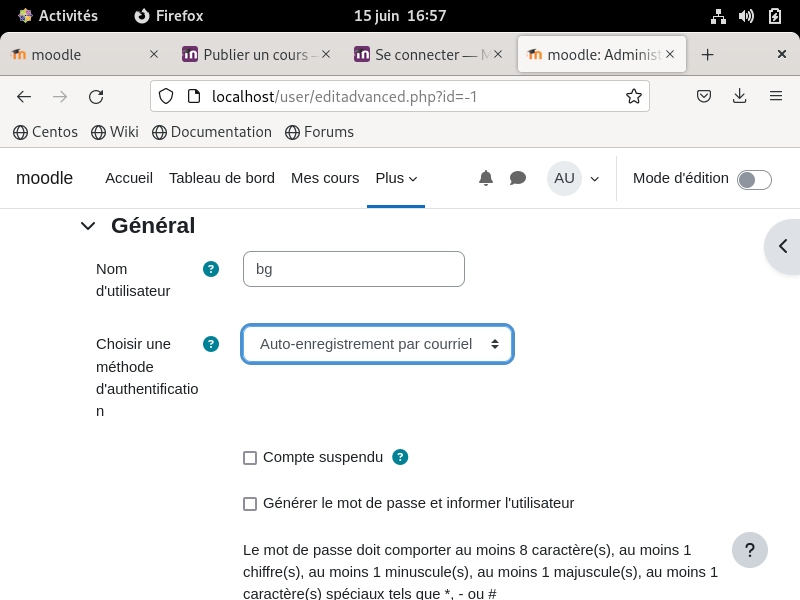 Activités Firefox 15 juin 16:57
moodle Publier un cours Se connecter — M moodle: Adminis
localhost/user/editadvanced.php?id=-1
Centos Wiki Documentation Forums
moodle Accueil Tableau de bord Mes cours Plus AU Mode d'édition
Général
Nom ? bg
d'utilisateur
Choisir une ? Auto-enregistrement par courriel
méthode
d'authentificatio
n
Compte suspendu ?
Générer le mot de passe et informer l'utilisateur
Le mot de passe doit comporter au moins 8 caractère(s), au moins 1
chiffre(s), au moins 1 minuscule(s), au moins 1 majuscule(s), au moins 1
caractère(s) spéciaux tels que *, - ou #
?